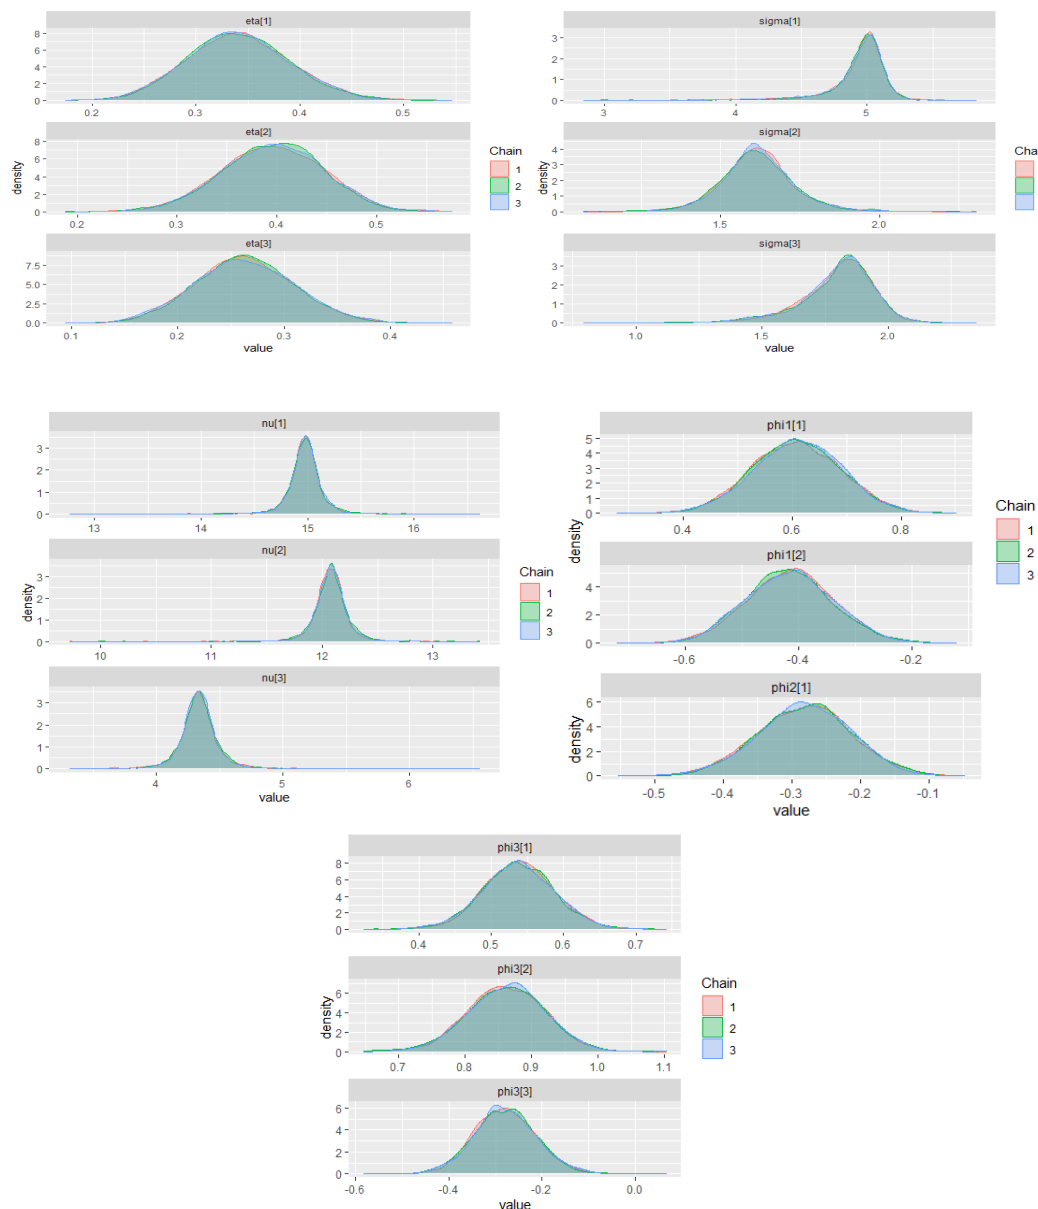 eta[1]
8
6
4
2
0
0.2 0.3 0.4 0.5
eta[2]
8
6
4
2
0
0.2 0.3 0.4 0.5
eta[3]
7.5
5.0
2.5
0.0
0.1 0.2 0.3 0.4
value
density
Chain
1
2
3
sigma[1]
3
2
1
0
3 4 5
sigma[2]
4
3
2
1
0
1.5 2.0
sigma[3]
3
2
1
0
1.0 1.5 2.0
value
density
Cha
nu[1]
3
2
1
0
13 14 15 16
nu[2]
3
2
1
0
10 11 12 13
nu[3]
3
2
1
0
4 5 6
value
density
Chain
1
2
3
phi1[1]
5
4
3
2
1
0
0.4 0.6 0.8
phi1[2]
4
2
0
-0.6 -0.4 -0.2
density
Chain
1
2
3
phi2[1]
6
4
2
0
-0.5 -0.4 -0.3 -0.2 -0.1
value
density
phi3[1]
8
6
4
2
0
0.4 0.5 0.6 0.7
phi3[2]
6
4
2
0
0.7 0.8 0.9 1.0 1.1
phi3[3]
6
4
2
0
-0.6 -0.4 -0.2 0.0
value
density
Chain
1
2
3